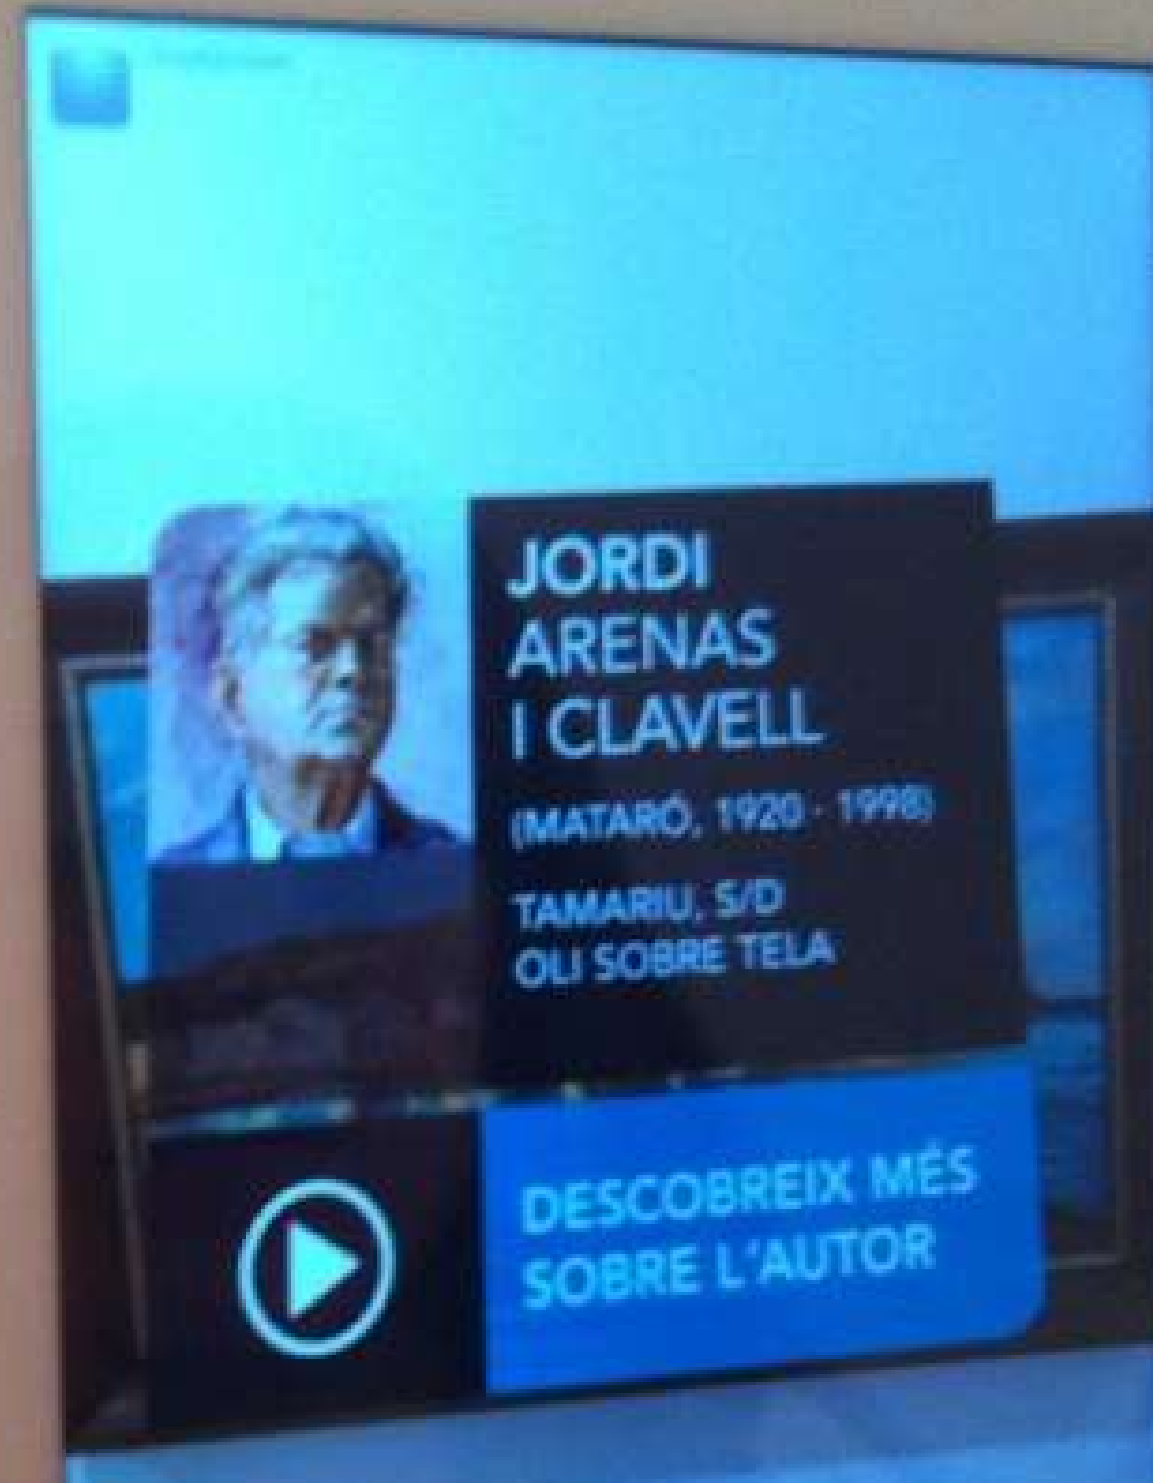 JORDI
ARENAS
I CLAVELL
(MATARÓ, 1920 - 1998)
TAMARIU, S/D
OLI SOBRE TELA
DESCOBREIX MÉS
SOBRE L'AUTOR